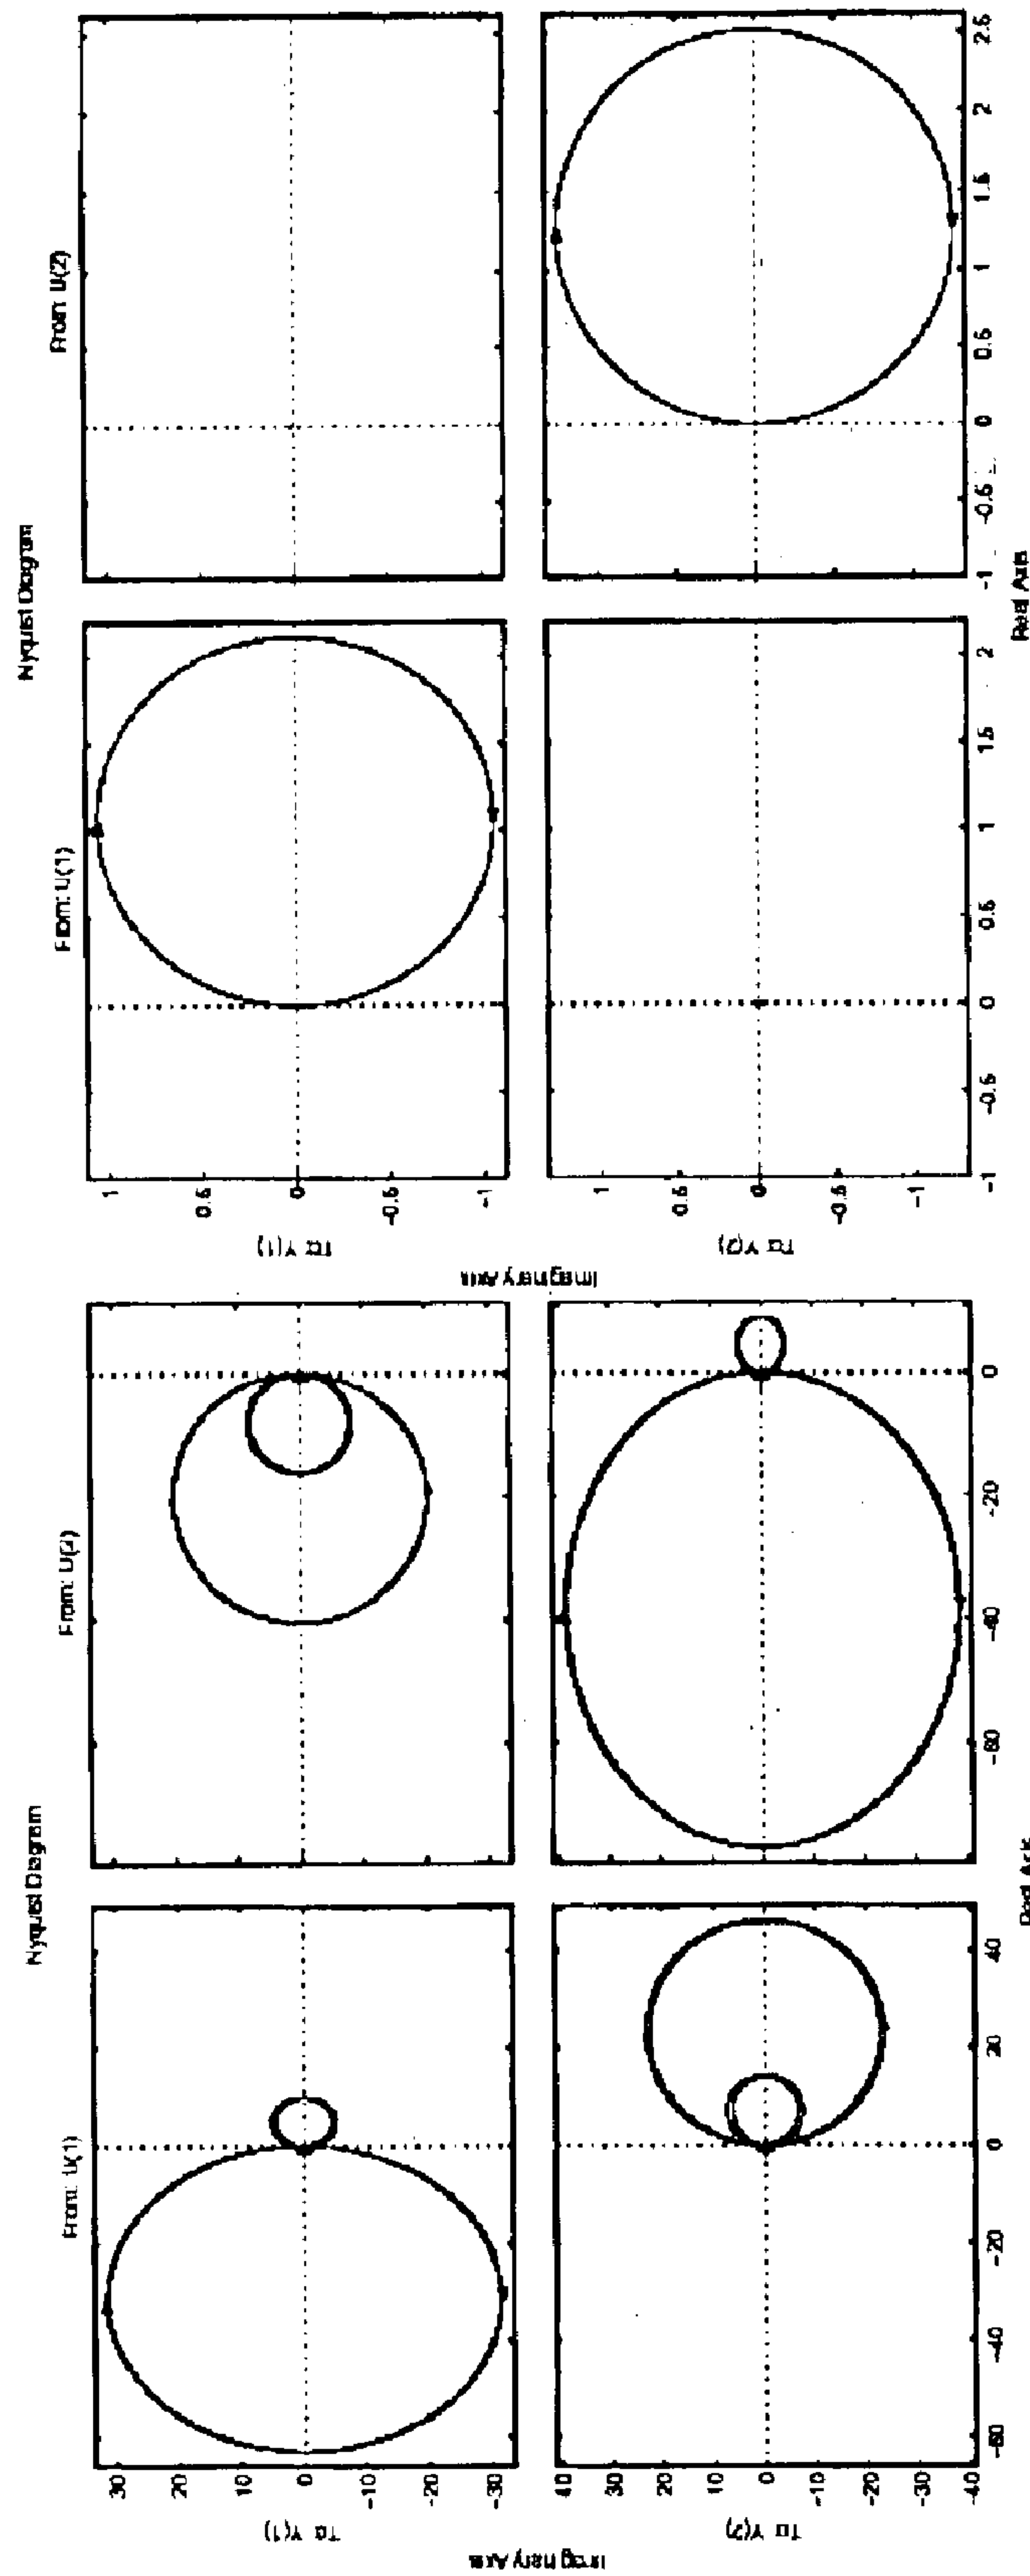 Nyquist Diagram
From: U(1)
From: U(2)
To: Y(1)
30
20
10
0
-10
-20
-30
To: Y(2)
40
30
20
10
0
-10
-20
-30
-40
Imaginary Axis
-60 -40 -20 0 20 40
-60 -40 -20 0
Real Axis
Nyquist Diagram
From: U(1)
From: U(2)
To: Y(1)
1
0.5
0
-0.5
-1
To: Y(2)
1
0.5
0
-0.5
-1
Imaginary Axis
-1 -0.5 0 0.5 1 1.5 2
-1 -0.5 0 0.5 1 1.5 2 2.5
Real Axis